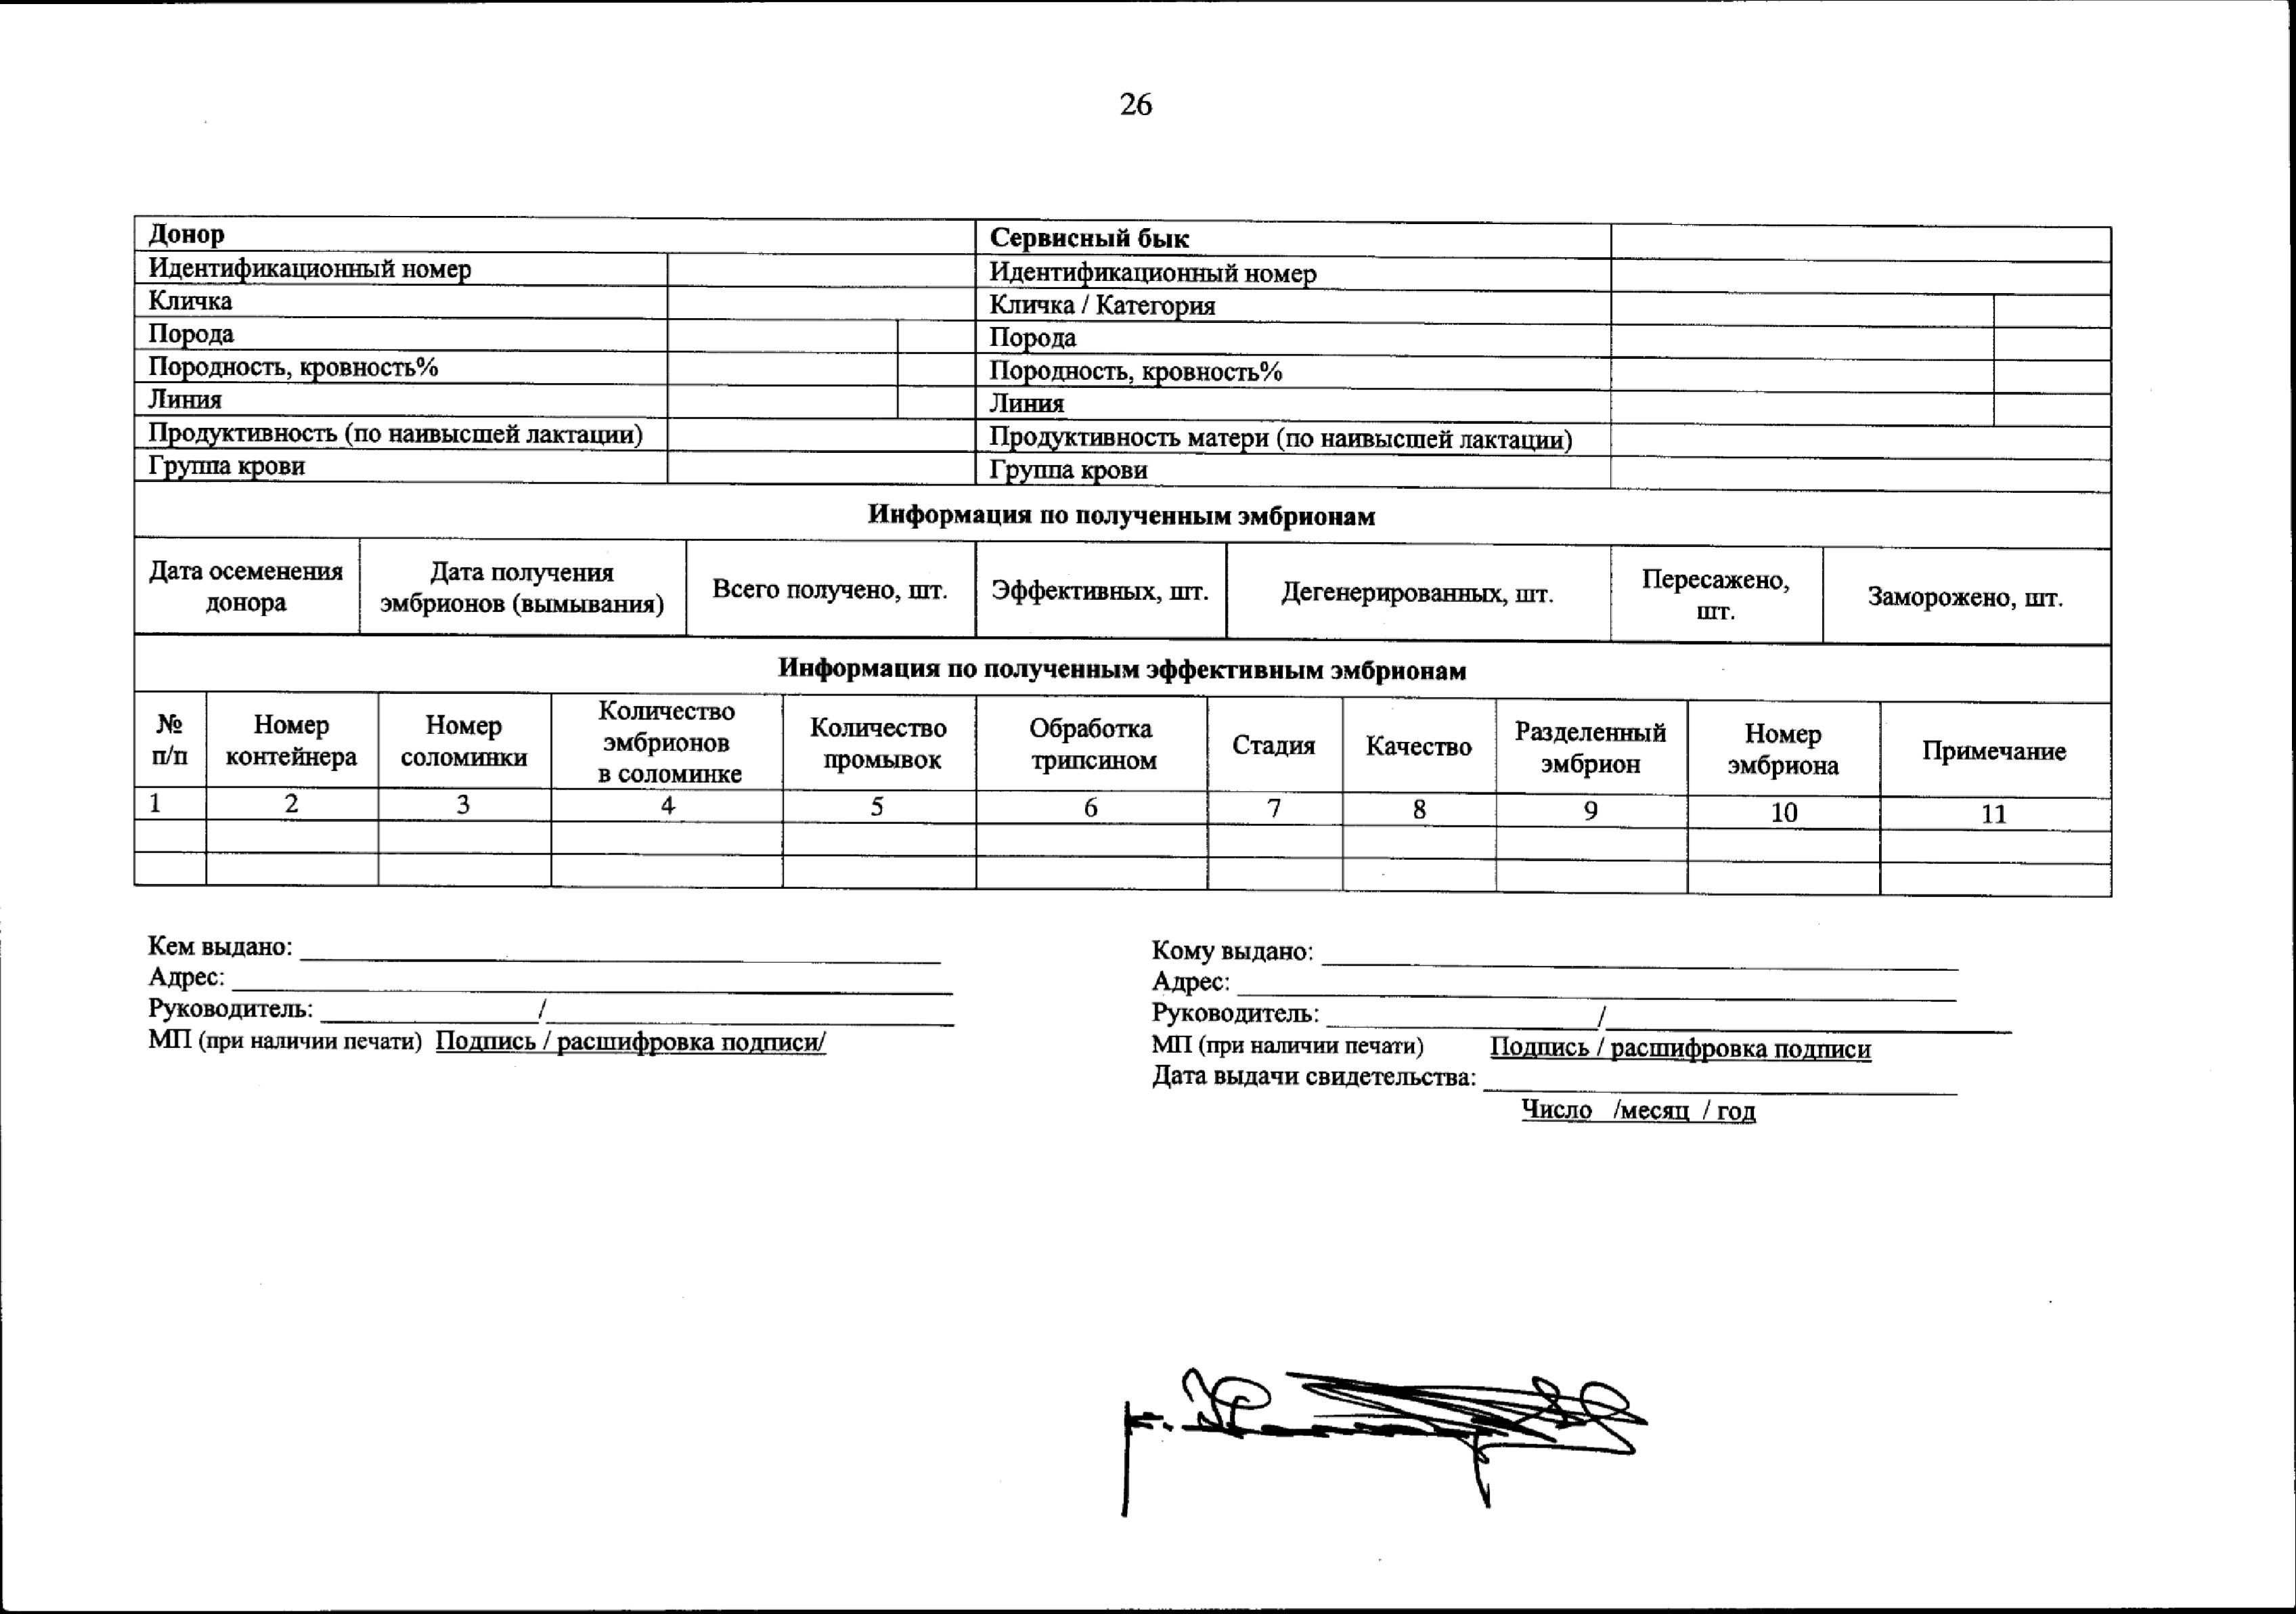 26
Донор Сервисный бык
Идентификационный номер Идентификационный номер
Кличка Кличка / Категория
Порода Порода
Породность, кровность% Породность, кровность%
Линия Линия
Продуктивность (по наивысшей лактации) Продуктивность матери (по наивысшей лактации)
Группа крови Группа крови
Информация по полученным эмбрионам
Дата осеменения донора Дата получения эмбрионов (вымывания) Всего получено, шт. Эффективных, шт. Дегенерированных, шт. Пересажено, шт. Заморожено, шт.
Информация по полученным эффективным эмбрионам
№ п/п Номер контейнера Номер соломинки Количество эмбрионов в соломинке Количество промывок Обработка трипсином Стадия Качество Разделенный эмбрион Номер эмбриона Примечание
1 2 3 4 5 6 7 8 9 10 11
Кем выдано:
Адрес:
Руководитель: /
МП (при наличии печати) Подпись / расшифровка подписи/
Кому выдано:
Адрес:
Руководитель: /
МП (при наличии печати) Подпись / расшифровка подписи
Дата выдачи свидетельства:
Число /месяц / год